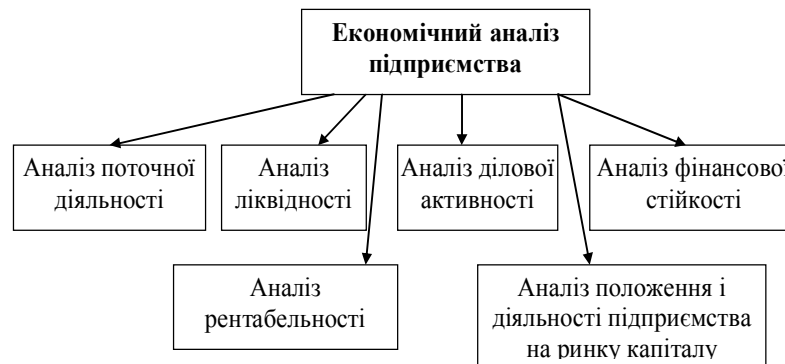 Економічний аналіз
підприємства
Аналіз поточної
діяльності
Аналіз
ліквідності
Аналіз ділової
активності
Аналіз фінансової
стійкості
Аналіз
рентабельності
Аналіз положення і
діяльності підприємства
на ринку капіталу